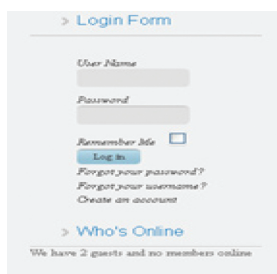 > Login Form
User Name
Password
Remember Me
Log in
Forgot your password?
Forgot your username?
Create an account
> Who's Online
We have 2 guests and no members online